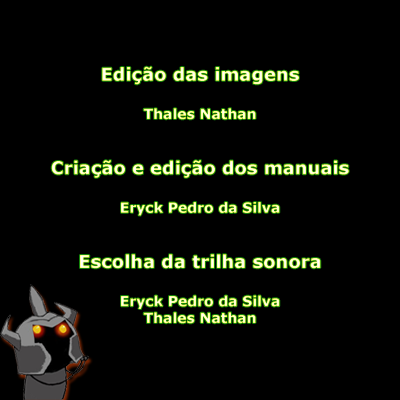 Edição das imagens
Thales Nathan
Criação e edição dos manuais
Eryck Pedro da Silva
Escolha da trilha sonora
Eryck Pedro da Silva
Thales Nathan